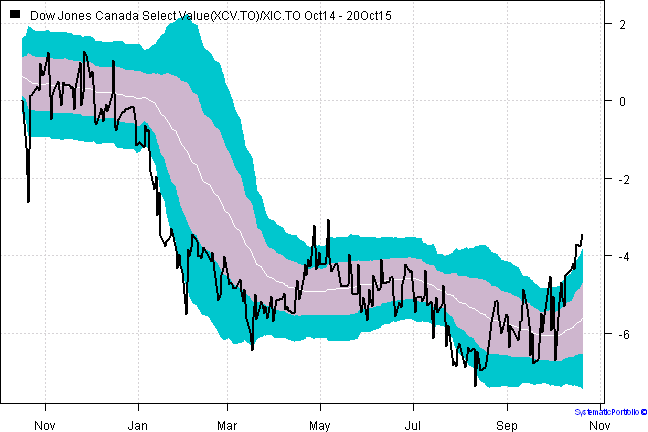 Dow Jones Canada Select Value(XCV.TO)/XIC.TO Oct14 - 20Oct15
2
0
-2
-4
-6
Nov Jan Mar May Jul Sep Nov
SystematicPortfolio ©